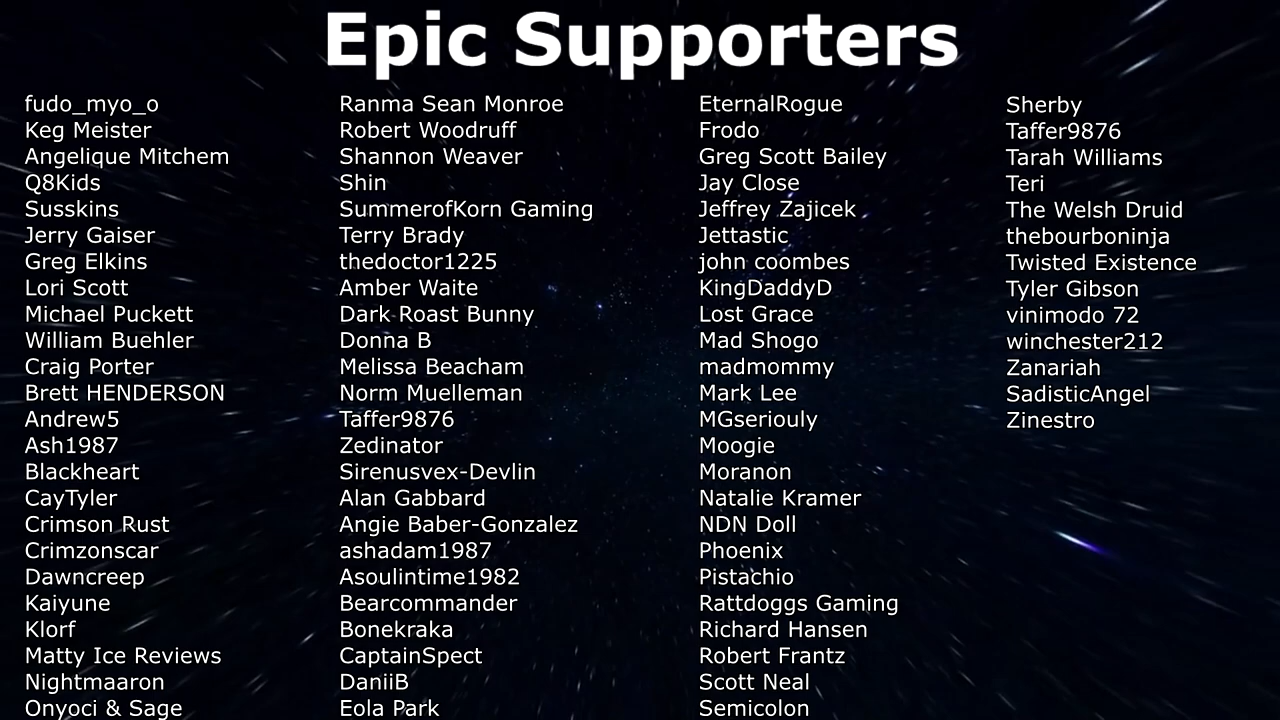 Epic Supporters
fudo_myo_o
Keg Meister
Angelique Mitchem
Q8Kids
Susskins
Jerry Gaiser
Greg Elkins
Lori Scott
Michael Puckett
William Buehler
Craig Porter
Brett HENDERSON
Andrew5
Ash1987
Blackheart
CayTyler
Crimson Rust
Crimzonscar
Dawncreep
Kaiyune
Klorf
Matty Ice Reviews
Nightmaaron
Onyoci & Sage
Ranma Sean Monroe
Robert Woodruff
Shannon Weaver
Shin
SummerofKorn Gaming
Terry Brady
thedoctor1225
Amber Waite
Dark Roast Bunny
Donna B
Melissa Beacham
Norm Muelleman
Taffer9876
Zedinator
Sirenusvex-Devlin
Alan Gabbard
Angie Baber-Gonzalez
ashadam1987
Asoulintime1982
Bearcommander
Bonekraka
CaptainSpect
DaniiB
Eola Park
EternalRogue
Frodo
Greg Scott Bailey
Jay Close
Jeffrey Zajicek
Jettastic
john coombes
KingDaddyD
Lost Grace
Mad Shogo
madmommy
Mark Lee
MGseriouly
Moogie
Moranon
Natalie Kramer
NDN Doll
Phoenix
Pistachio
Rattdoggs Gaming
Richard Hansen
Robert Frantz
Scott Neal
Semicolon
Sherby
Taffer9876
Tarah Williams
Teri
The Welsh Druid
thebourboninja
Twisted Existence
Tyler Gibson
vinimodo 72
winchester212
Zanariah
SadisticAngel
Zinestro